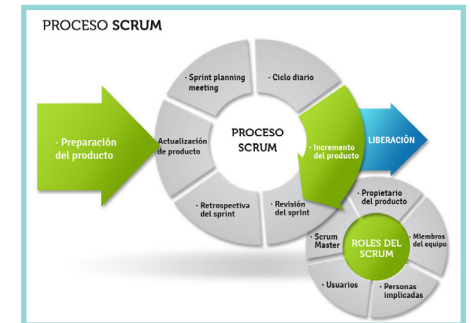 PROCESO SCRUM
· Sprint planning
meeting
· Ciclo diario
· Preparación
del producto
Actualización
de producto
PROCESO
SCRUM
· Incremento
del producto
LIBERACIÓN
· Retrospectiva
del sprint
· Revisión
del sprint
· Propietario
del producto
· Scrum
Master
ROLES DEL
SCRUM
· Miembros
del equipo
· Usuarios
· Personas
implicadas